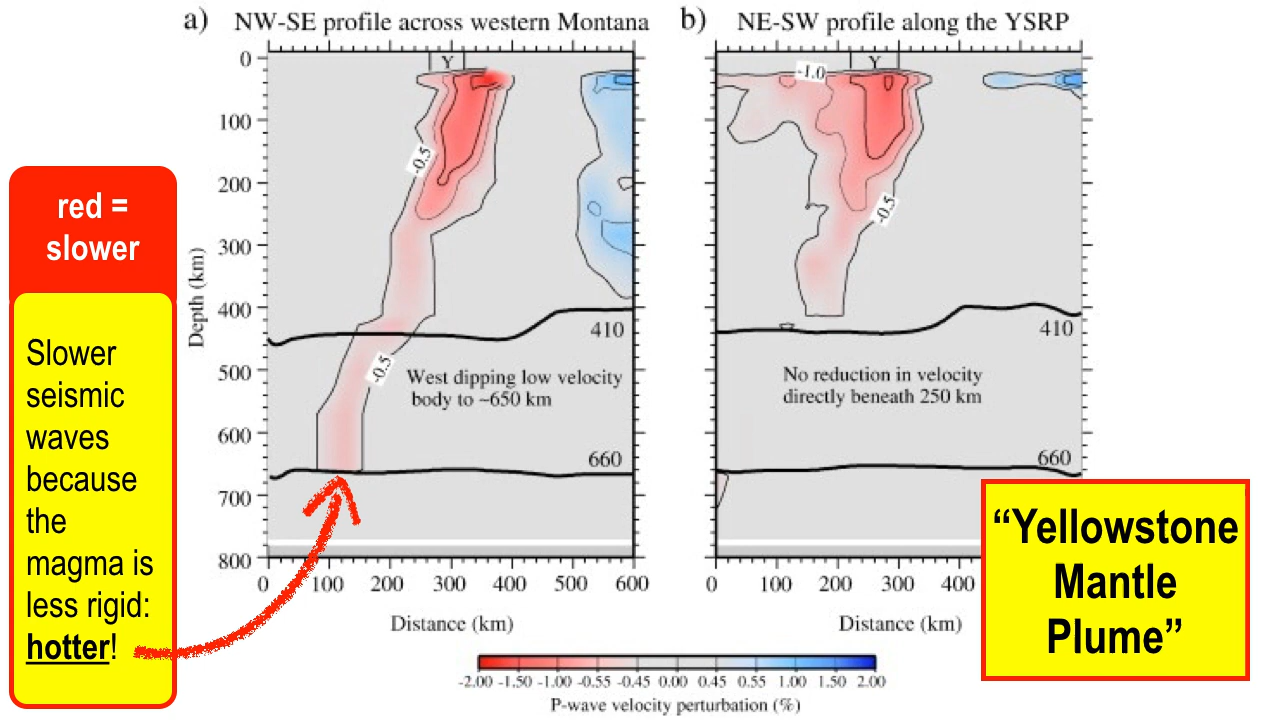 a) NW-SE profile across western Montana
b) NE-SW profile along the YSRP
Y
Y
0
100
200
300
400
500
600
700
800
Depth (km)
-0.5
-0.5
410
West dipping low velocity
body to ~650 km
660
-1.0
-0.5
410
No reduction in velocity
directly beneath 250 km
660
0 100 200 300 400 500 600
0 100 200 300 400
Distance (km)
Distance (km)
-2.00 -1.50 -1.00 -0.55 -0.45 0.00 0.45 0.55 1.00 1.50 2.00
P-wave velocity perturbation (%)
red =
slower
Slower
seismic
waves
because
the
magma is
less rigid:
hotter!
“Yellowstone
Mantle
Plume”